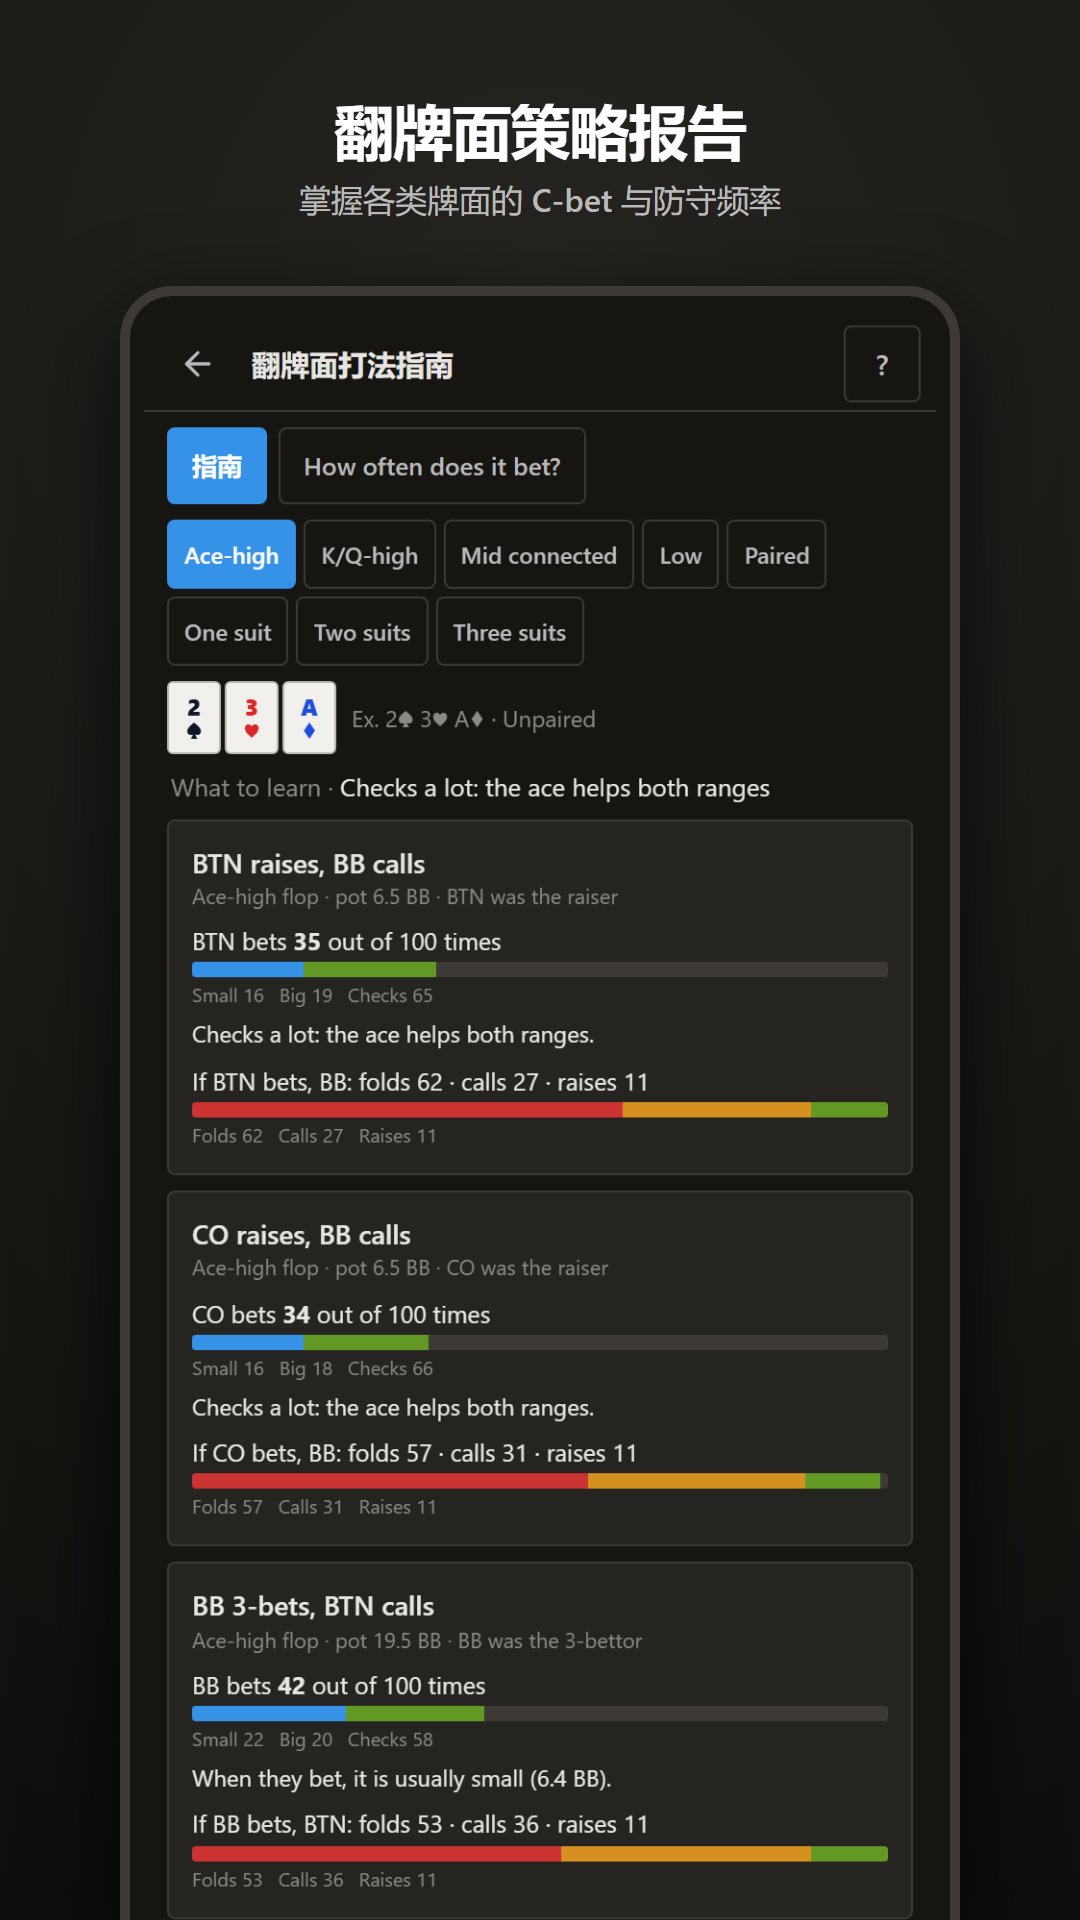 翻牌面策略报告
掌握各类牌面的 C-bet 与防守频率
翻牌面打法指南
?
指南
How often does it bet?
Ace-high
K/Q-high
Mid connected
Low
Paired
One suit
Two suits
Three suits
2♠ 3♥ A♦
Ex. 2♠ 3♥ A♦ · Unpaired
What to learn · Checks a lot: the ace helps both ranges
BTN raises, BB calls
Ace-high flop · pot 6.5 BB · BTN was the raiser
BTN bets 35 out of 100 times
Small 16 Big 19 Checks 65
Checks a lot: the ace helps both ranges.
If BTN bets, BB: folds 62 · calls 27 · raises 11
Folds 62 Calls 27 Raises 11
CO raises, BB calls
Ace-high flop · pot 6.5 BB · CO was the raiser
CO bets 34 out of 100 times
Small 16 Big 18 Checks 66
Checks a lot: the ace helps both ranges.
If CO bets, BB: folds 57 · calls 31 · raises 11
Folds 57 Calls 31 Raises 11
BB 3-bets, BTN calls
Ace-high flop · pot 19.5 BB · BB was the 3-bettor
BB bets 42 out of 100 times
Small 22 Big 20 Checks 58
When they bet, it is usually small (6.4 BB).
If BB bets, BTN: folds 53 · calls 36 · raises 11
Folds 53 Calls 36 Raises 11